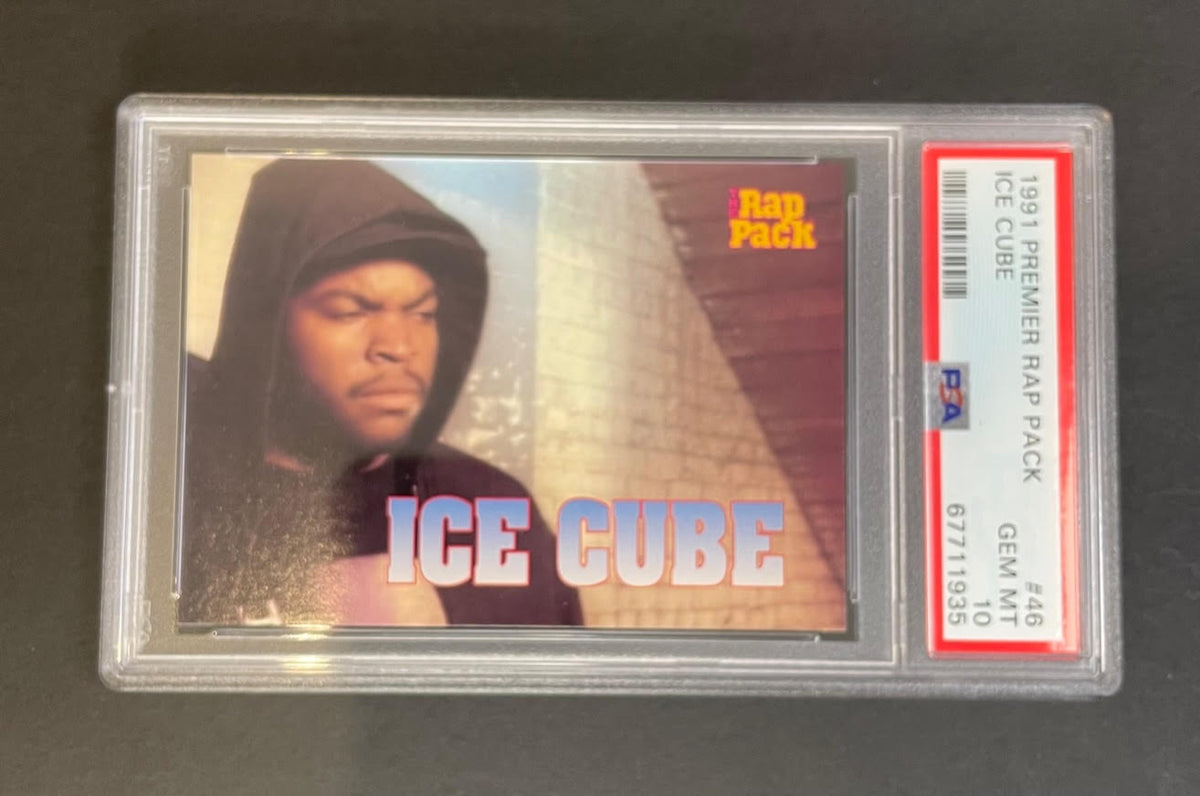 Rap
Pack
ICE CUBE
1991 PREMIER RAP PACK #46
ICE CUBE GEM MT
10
PSA 67711935